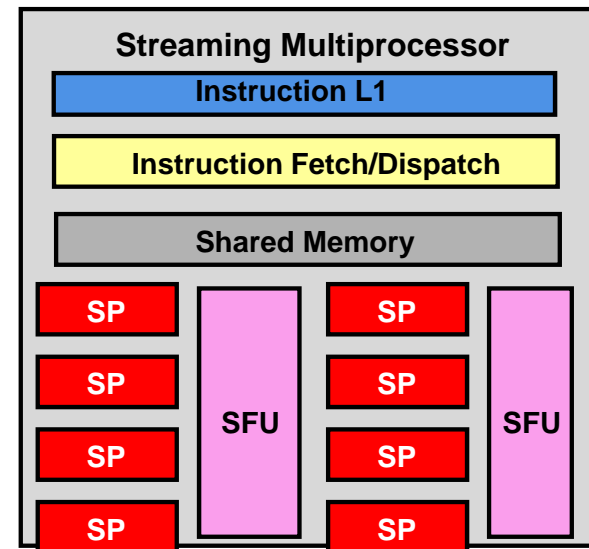 Streaming Multiprocessor
Instruction L1
Instruction Fetch/Dispatch
Shared Memory
SP
SP
SP
SP
SFU
SP
SP
SP
SP
SFU